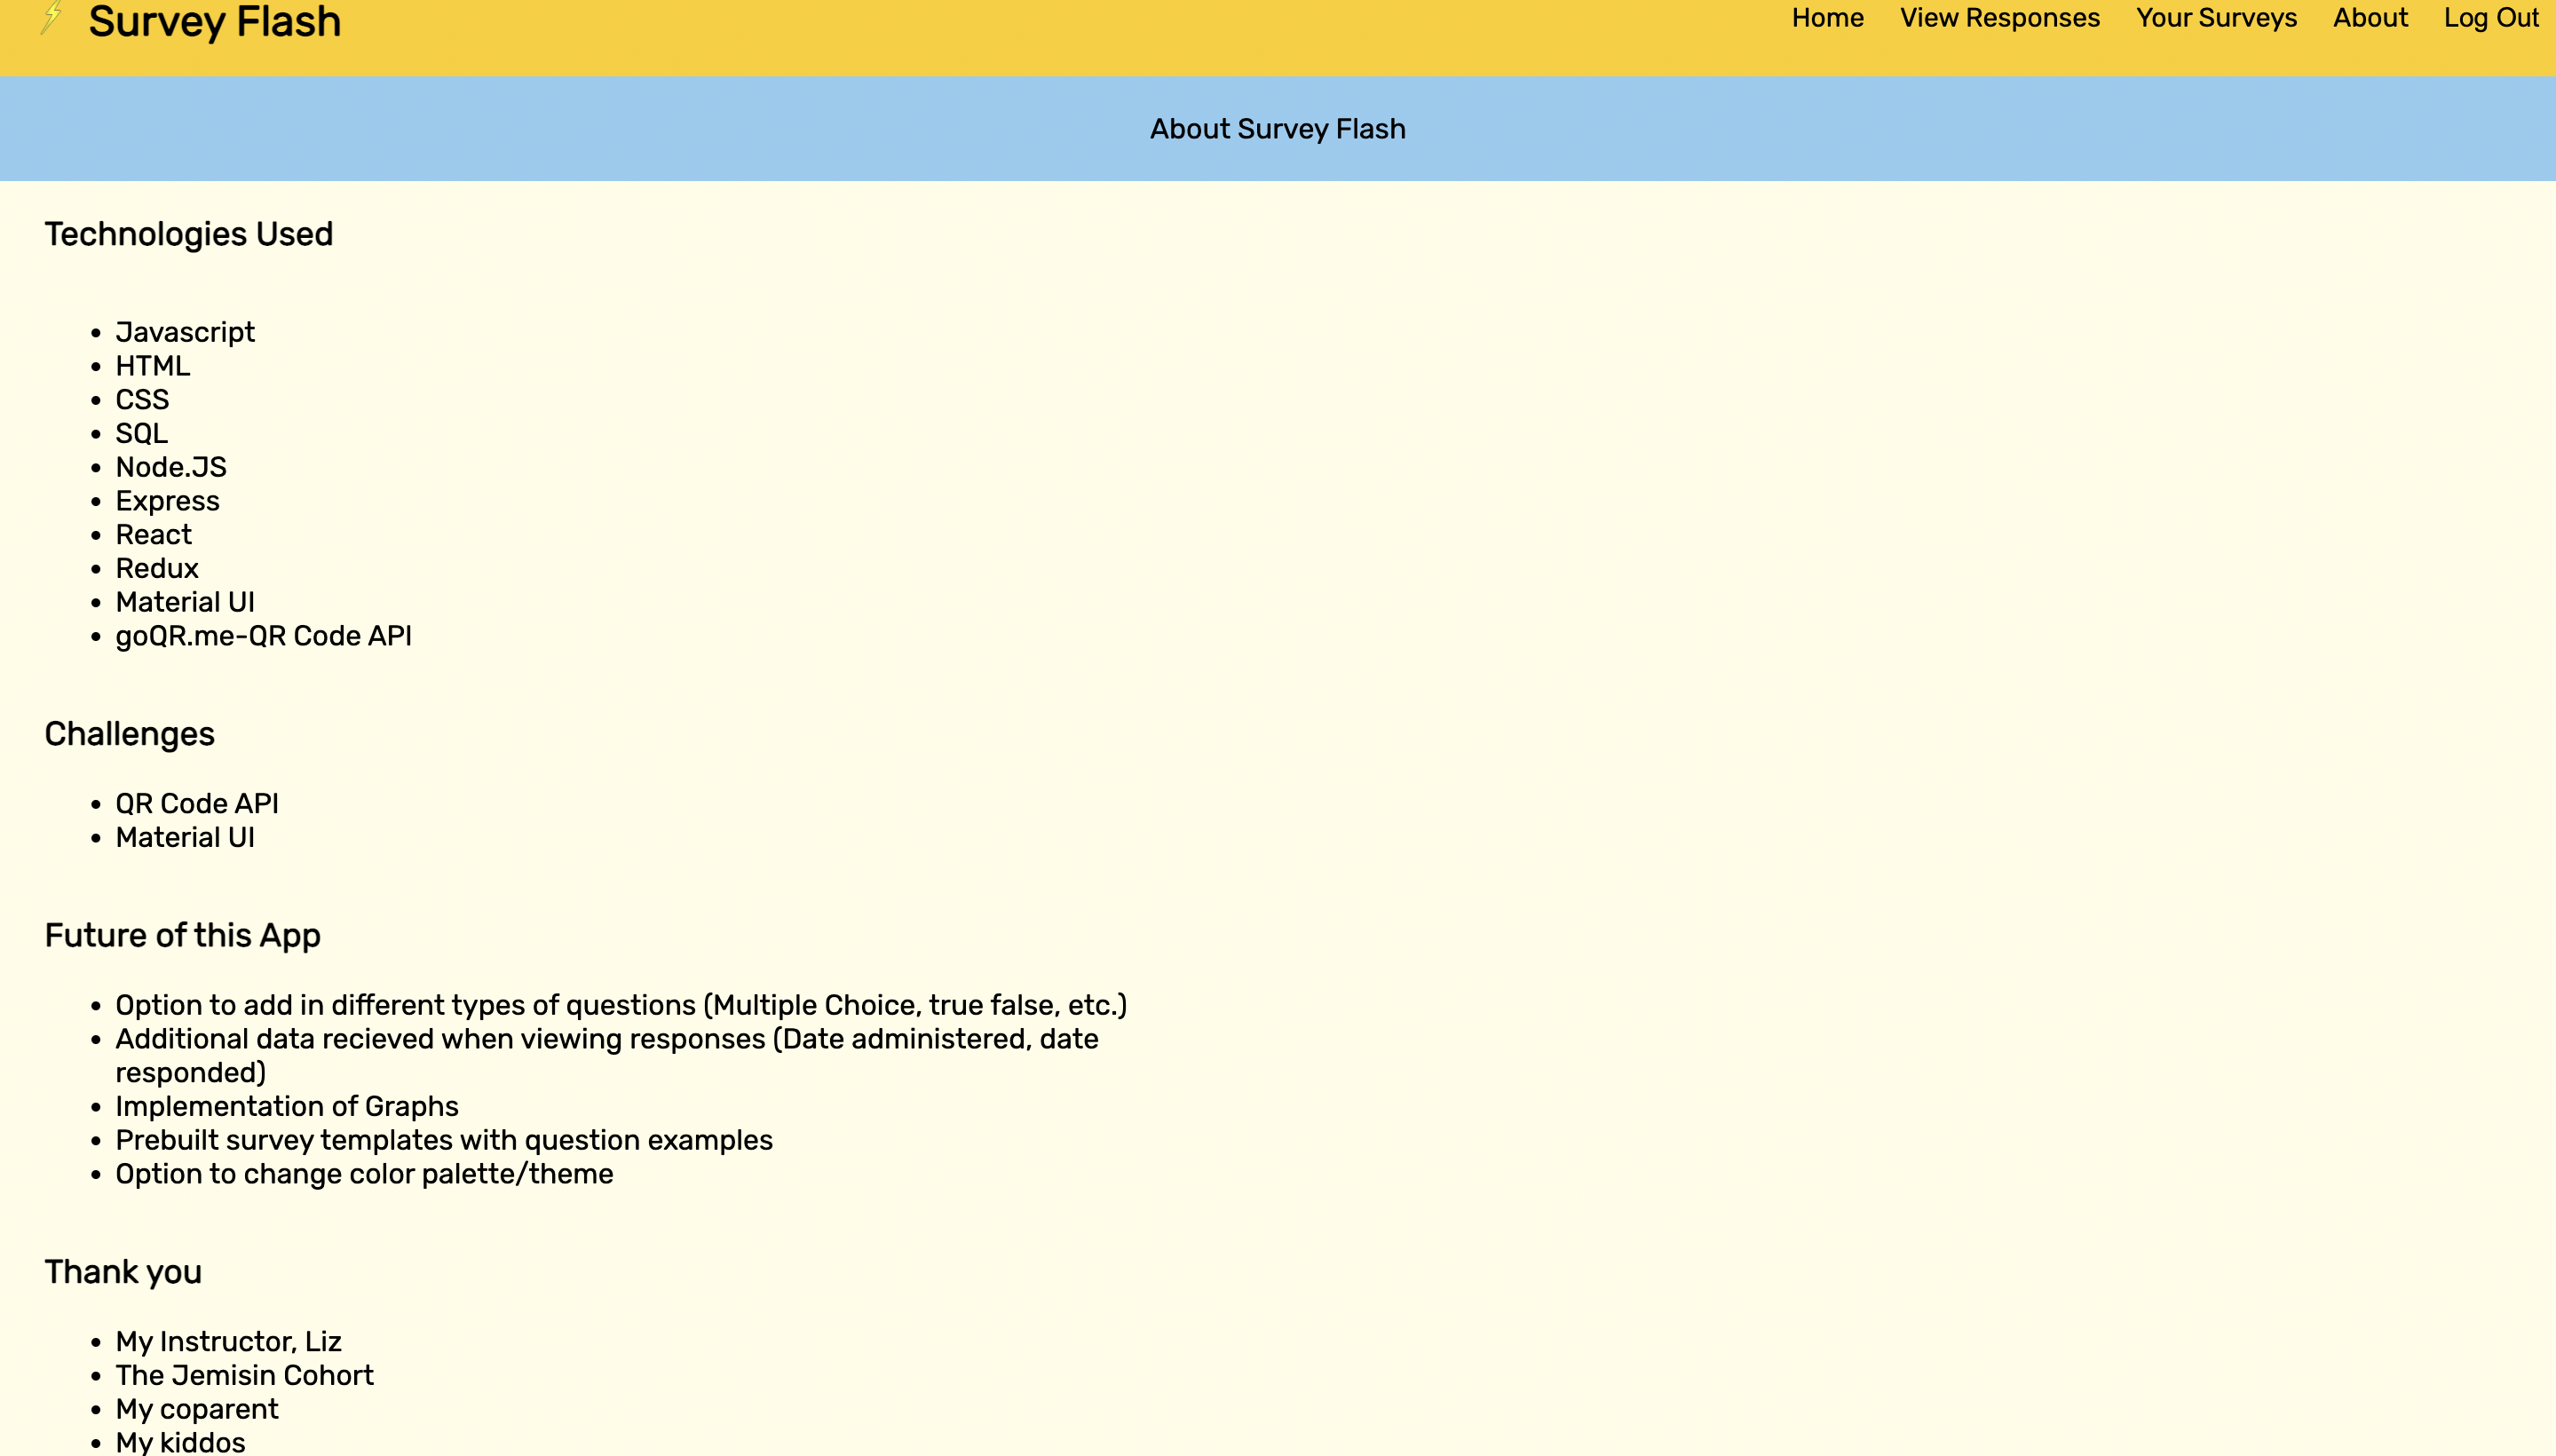 Survey Flash
Home View Responses Your Surveys About Log Out
About Survey Flash
Technologies Used
Javascript
HTML
CSS
SQL
Node.JS
Express
React
Redux
Material UI
goQR.me-QR Code API
Challenges
QR Code API
Material UI
Future of this App
Option to add in different types of questions (Multiple Choice, true false, etc.)
Additional data recieved when viewing responses (Date administered, date
responded)
Implementation of Graphs
Prebuilt survey templates with question examples
Option to change color palette/theme
Thank you
My Instructor, Liz
The Jemisin Cohort
My coparent
My kiddos